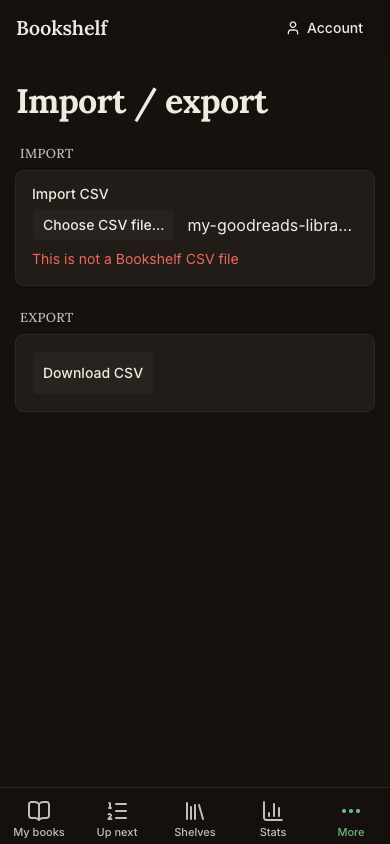 Bookshelf
Account
Import / export
IMPORT
Import CSV
Choose CSV file...
my-goodreads-libra...
This is not a Bookshelf CSV file
EXPORT
Download CSV
My books
Up next
Shelves
Stats
More